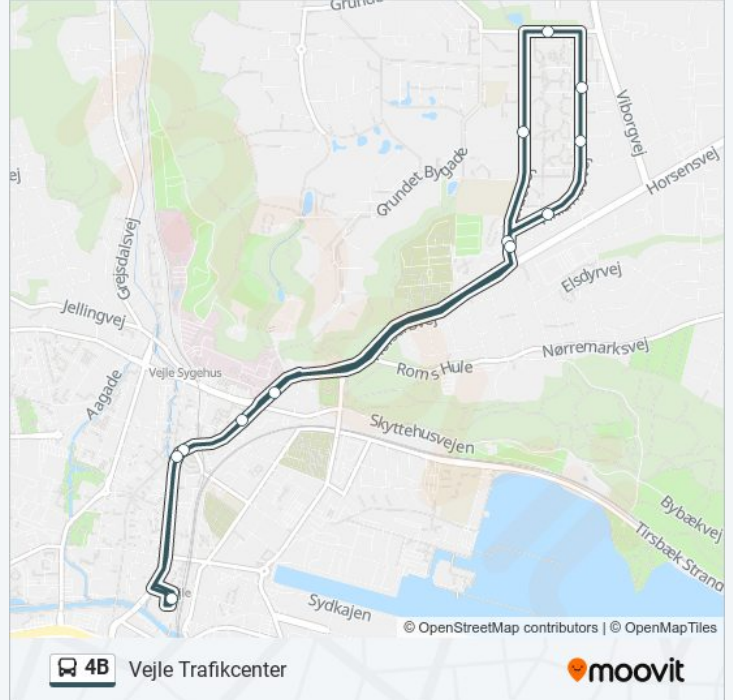 Grunde
Viborgvej
Horsensvej
Grundet Bygade
Grejsdalsvej
Elsdyrvej
Jellingvej
Nørremarksvej
Roms Hule
Vejle Sygehus
Aagade
Skyttehusvejen
Bybækvej
Tirsbæk Strand
Sydkajen
© OpenStreetMap contributors | © OpenMapTiles
4B Vejle Trafikcenter
moovit